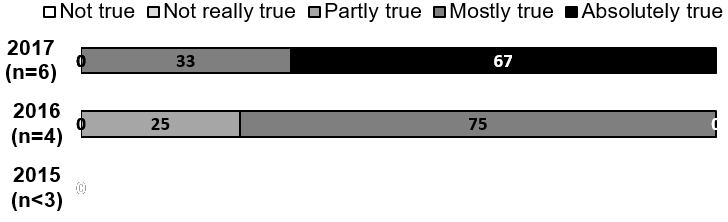 Not true Not really true Partly true Mostly true Absolutely true
2017
(n=6)
0 33 67
2016
(n=4)
0 25 75 0
2015
(n<3)